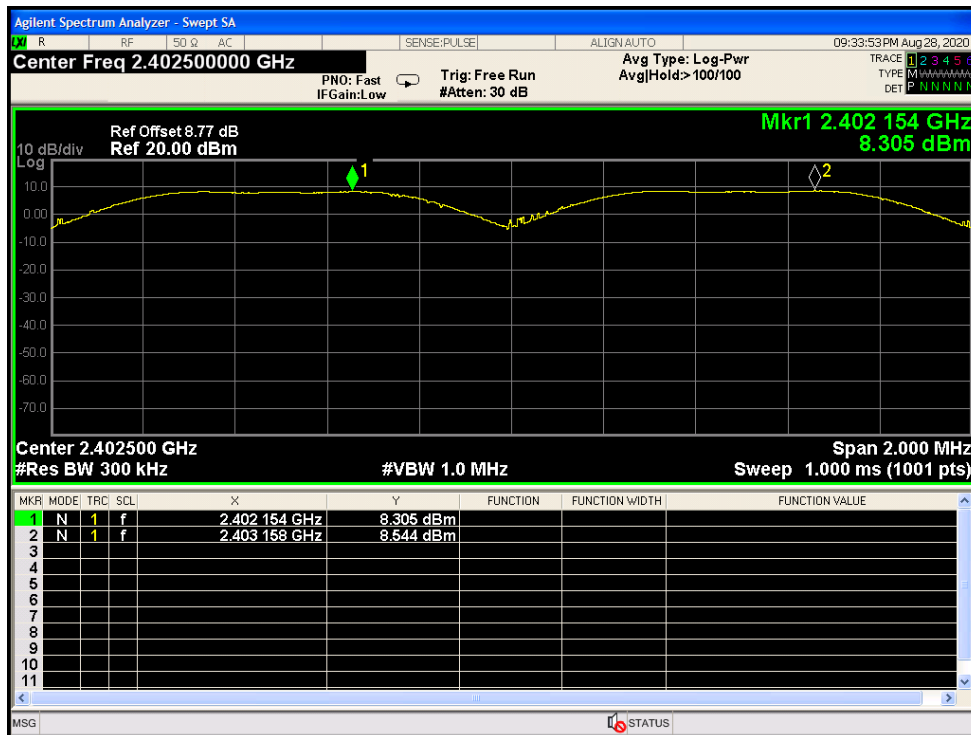 Agilent Spectrum Analyzer - Swept SA
LXI R RF 50 Ω AC SENSE:PULSE ALIGN AUTO 09:33:53 PM Aug 28, 2020
Center Freq 2.402500000 GHz
PNO: Fast
IFGain:Low
Trig: Free Run
#Atten: 30 dB
Avg Type: Log-Pwr
Avg|Hold:>100/100
TRACE 1 2 3 4 5 6
TYPE M
DET P N N N N N
Mkr1 2.402 154 GHz
8.305 dBm
Ref Offset 8.77 dB
10 dB/div Ref 20.00 dBm
Log
1
2
10.0
0.00
-10.0
-20.0
-30.0
-40.0
-50.0
-60.0
-70.0
Center 2.402500 GHz Span 2.000 MHz
#Res BW 300 kHz #VBW 1.0 MHz Sweep 1.000 ms (1001 pts)
MKR MODE TRC SCL X Y FUNCTION FUNCTION WIDTH FUNCTION VALUE
1 N 1 f 2.402 154 GHz 8.305 dBm
2 N 1 f 2.403 158 GHz 8.544 dBm
3
4
5
6
7
8
9
10
11
MSG STATUS